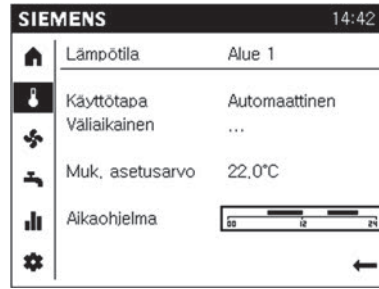 SIEMENS 14:42
Lämpötila Alue 1
Käyttötapa Automaattinen
Väliaikainen ...
Muk. asetusarvo 22.0°C
Aikaohjelma
00 12 24